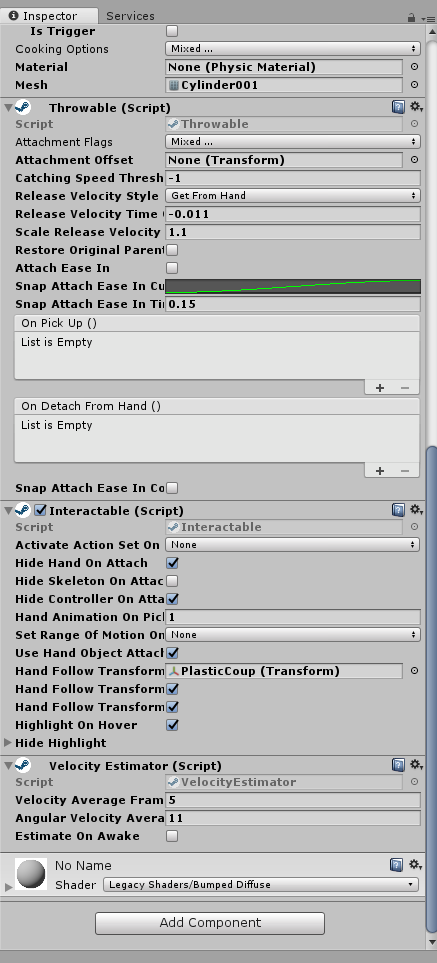 Inspector Services
Is Trigger
Cooking Options Mixed ...
Material None (Physic Material)
Mesh Cylinder001
Throwable (Script)
Script Throwable
Attachment Flags Mixed ...
Attachment Offset None (Transform)
Catching Speed Thresh -1
Release Velocity Style Get From Hand
Release Velocity Time -0.011
Scale Release Velocity 1.1
Restore Original Parent
Attach Ease In
Snap Attach Ease In Cu
Snap Attach Ease In Ti 0.15
On Pick Up ()
List is Empty
On Detach From Hand ()
List is Empty
Snap Attach Ease In Co
Interactable (Script)
Script Interactable
Activate Action Set On None
Hide Hand On Attach
Hide Skeleton On Attac
Hide Controller On Atta
Hand Animation On Pic 1
Set Range Of Motion On None
Use Hand Object Attach
Hand Follow Transform PlasticCoup (Transform)
Hand Follow Transform
Hand Follow Transform
Highlight On Hover
Hide Highlight
Velocity Estimator (Script)
Script VelocityEstimator
Velocity Average Fram 5
Angular Velocity Avera 11
Estimate On Awake
No Name
Shader Legacy Shaders/Bumped Diffuse
Add Component